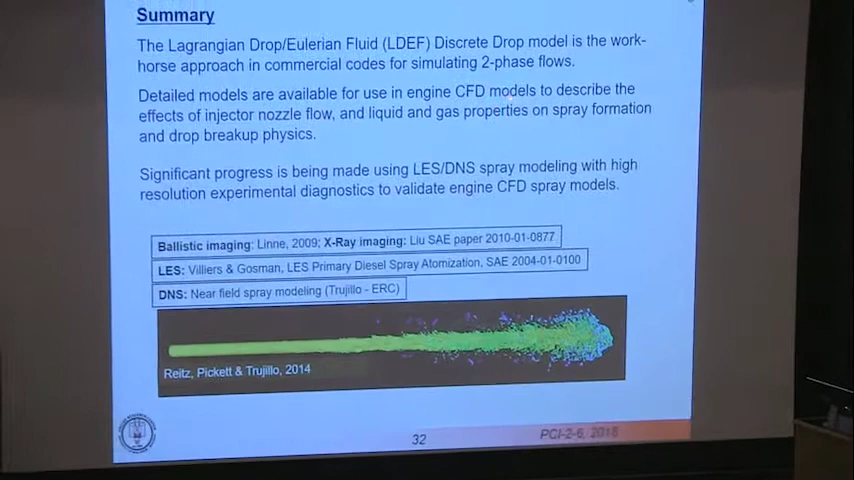 Summary
The Lagrangian Drop/Eulerian Fluid (LDEF) Discrete Drop model is the work-
horse approach in commercial codes for simulating 2-phase flows.
Detailed models are available for use in engine CFD models to describe the
effects of injector nozzle flow, and liquid and gas properties on spray formation
and drop breakup physics.
Significant progress is being made using LES/DNS spray modeling with high
resolution experimental diagnostics to validate engine CFD spray models.
Ballistic imaging: Linne, 2009; X-Ray imaging: Liu SAE paper 2010-01-0877
LES: Villiers & Gosman, LES Primary Diesel Spray Atomization, SAE 2004-01-0100
DNS: Near field spray modeling (Trujillo - ERC)
Reitz, Pickett & Trujillo, 2014
32
PCI-2-6, 2018